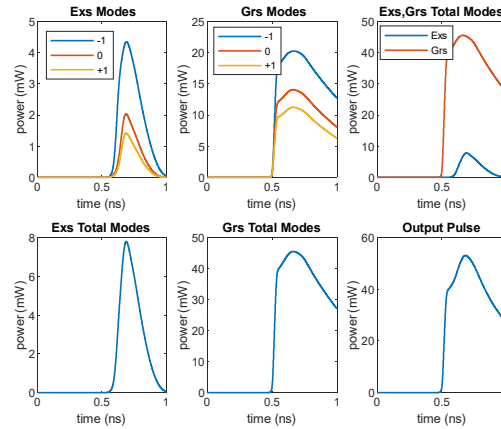 Exs Modes
5
4
3
2
1
0
power (mW)
-1
0
+1
0
0.5
1
time (ns)
Grs Modes
25
20
15
10
5
0
power (mW)
-1
0
+1
0
0.5
1
time (ns)
Exs,Grs Total Modes
50
40
30
20
10
0
power (mW)
Exs
Grs
0
0.5
time (ns)
Exs Total Modes
8
6
4
2
0
power (mW)
0
0.5
1
time (ns)
Grs Total Modes
50
40
30
20
10
0
power (mW)
0
0.5
1
time (ns)
Output Pulse
60
40
20
0
power (mW)
0
0.5
time (ns)